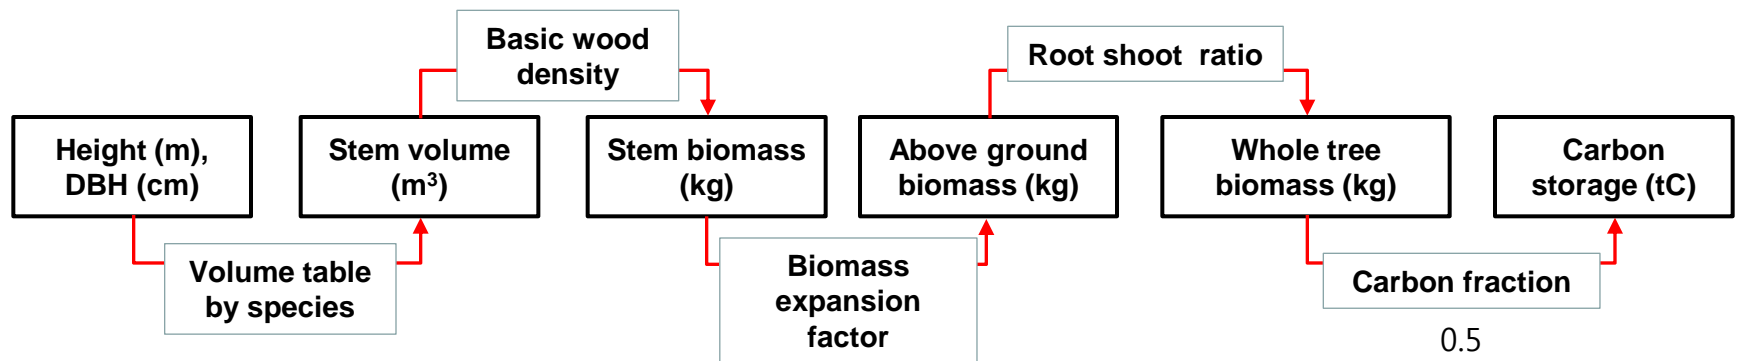 Basic wood
density
Root shoot ratio
Height (m),
DBH (cm)
Stem volume
(m³)
Stem biomass
(kg)
Above ground
biomass (kg)
Whole tree
biomass (kg)
Carbon
storage (tC)
Volume table
by species
Biomass
expansion
factor
Carbon fraction
0.5